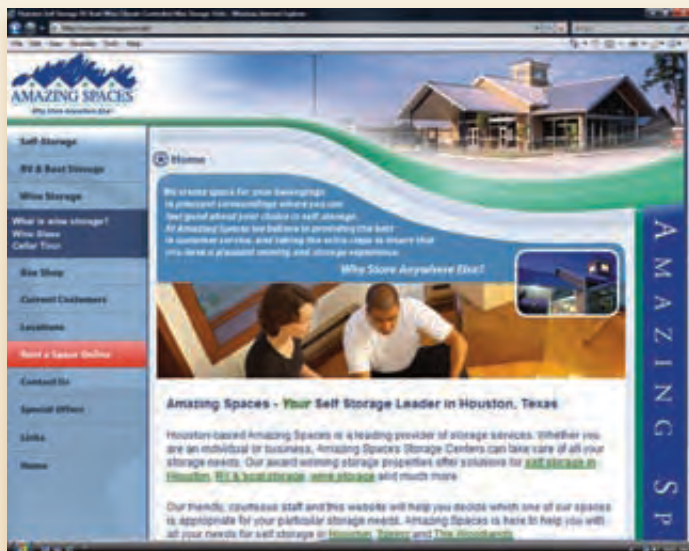 AMAZING SPACES
Why Store Anywhere Else?
Self Storage
RV & Boat Storage
Wine Storage
What is wine storage?
Wine
Cellar Tour
Box Shop
Current Customers
Locations
Rent a Space Online
Contact Us
Special Offers
Links
Home
Home
We create space for your belongings
in pleasant surroundings where you can
feel good about your choice in self storage.
At Amazing Spaces we believe in providing the best
in customer service, and taking the extra steps to ensure that
you have a pleasant moving and storage experience.
Why Store Anywhere Else?
Amazing Spaces - Your Self Storage Leader in Houston, Texas
Houston-based Amazing Spaces is a leading provider of storage services. Whether you
are an individual or business, Amazing Spaces Storage Centers can take care of all your
storage needs. Our award winning storage properties offer solutions for self storage in
Houston, RV & boat storage, wine storage and much more.
Our friendly, courteous staff and this website will help you decide which one of our spaces
is appropriate for your particular storage needs. Amazing Spaces is here to help you with
all your needs for self storage in Houston, and The Woodlands
AMAZING SP